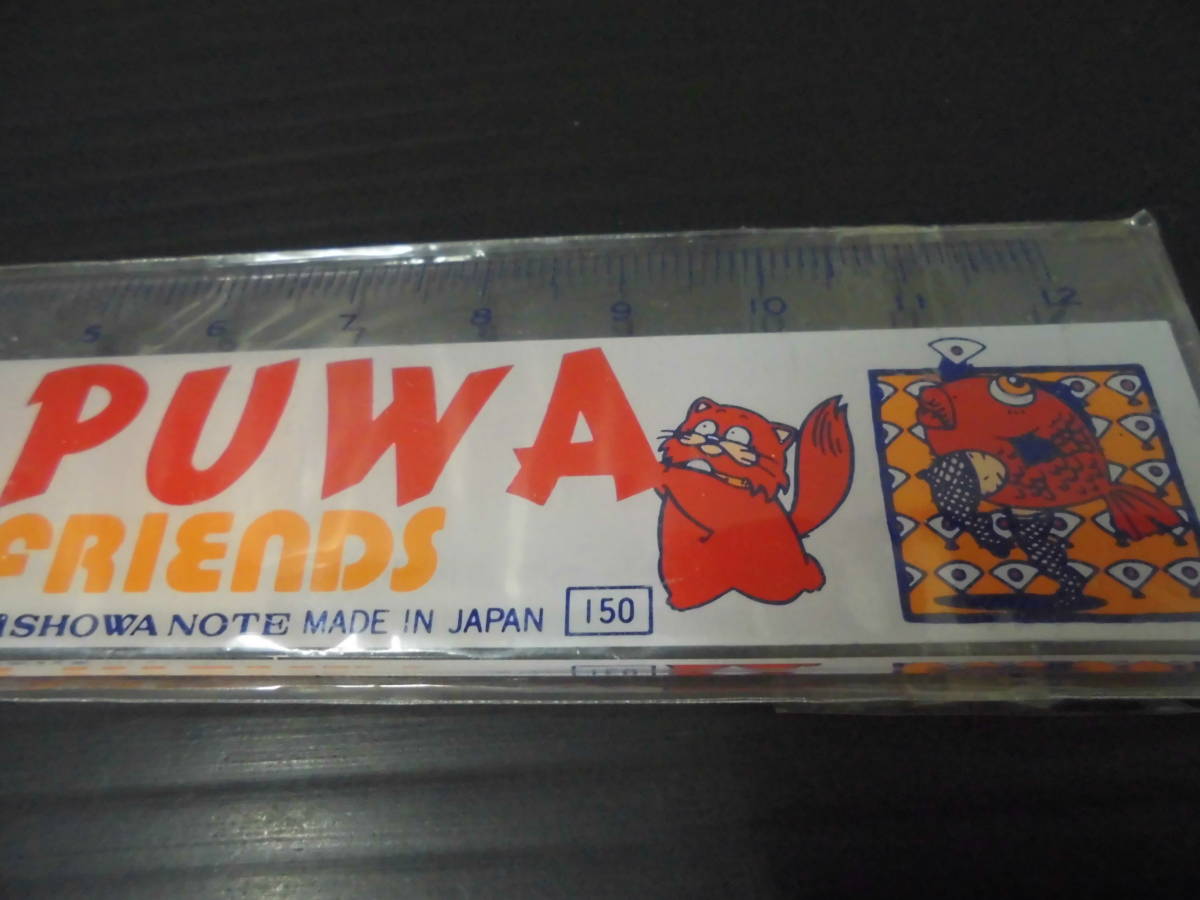 5 6 7 8 9 10 11 12
PUWA
FRIENDS
SHOWA NOTE MADE IN JAPAN 150